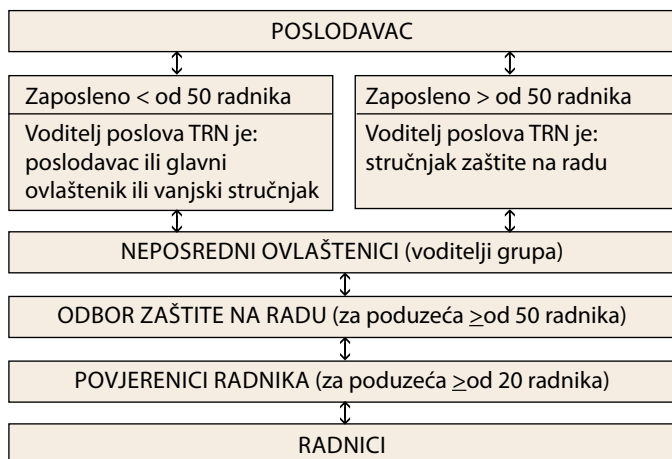 POSLODAVAC
Zaposleno < od 50 radnika
Voditelj poslova TRN je:
poslodavac ili glavni
ovlaštenik ili vanjski stručnjak
Zaposleno > od 50 radnika
Voditelj poslova TRN je:
stručnjak zaštite na radu
NEPOSREDNI OVLAŠTENICI (voditelji grupa)
ODBOR ZAŠTITE NA RADU (za poduzeća ≥od 50 radnika)
POVJERENICI RADNIKA (za poduzeća ≥od 20 radnika)
RADNICI